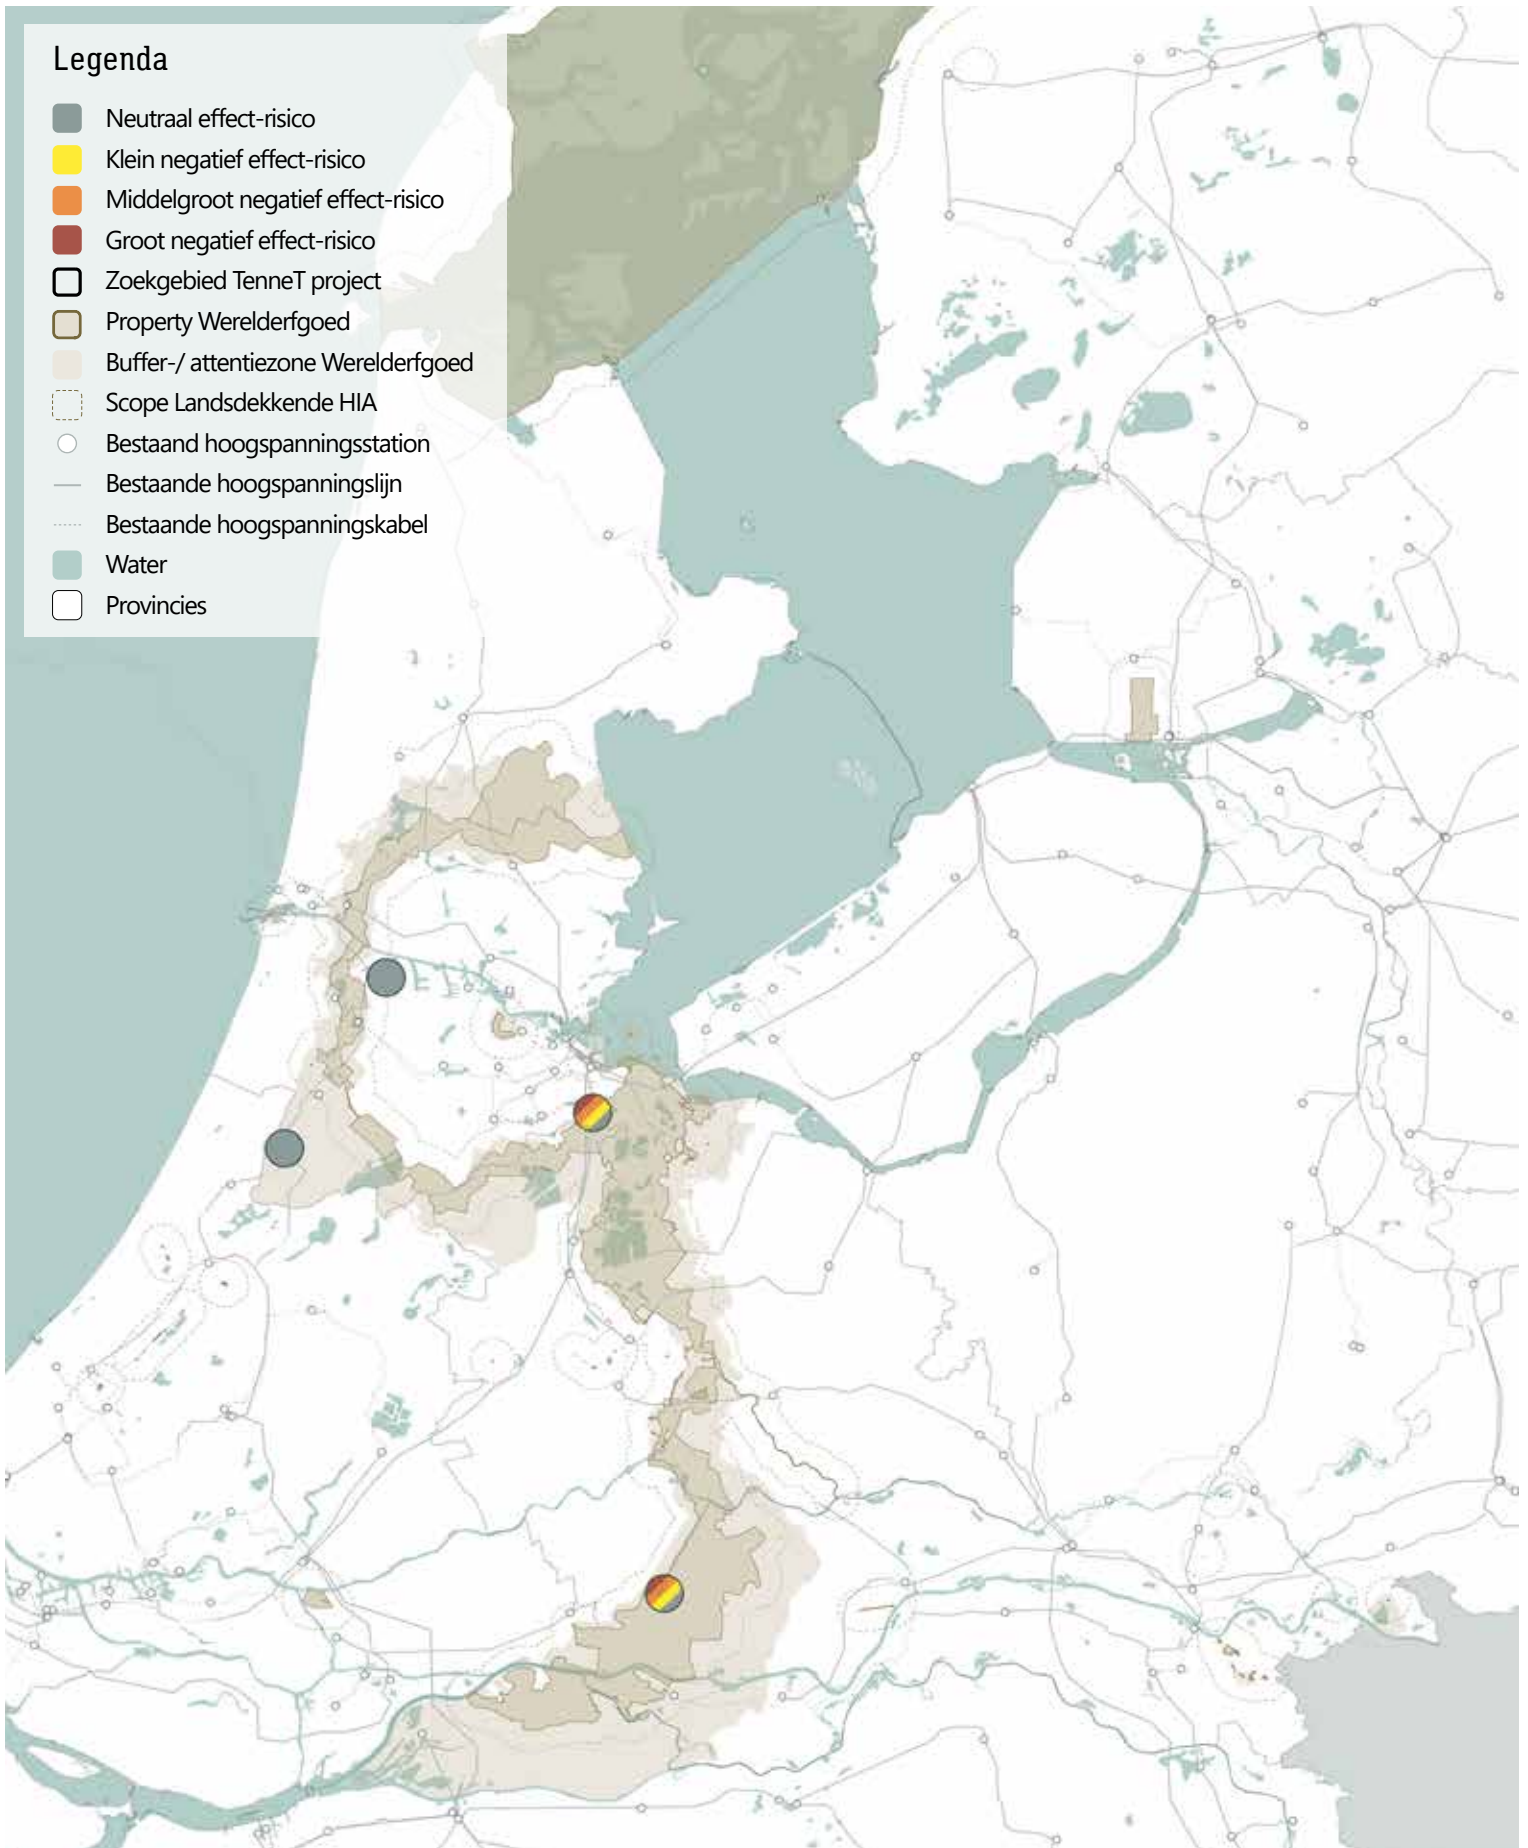 Legenda
Neutraal effect-risico
Klein negatief effect-risico
Middelgroot negatief effect-risico
Groot negatief effect-risico
Zoekgebied TenneT project
Property Werelderfgoed
Buffer-/ attentiezone Werelderfgoed
Scope Landsdekkende HIA
Bestaand hoogspanningsstation
Bestaande hoogspanningslijn
Bestaande hoogspanningskabel
Water
Provincies